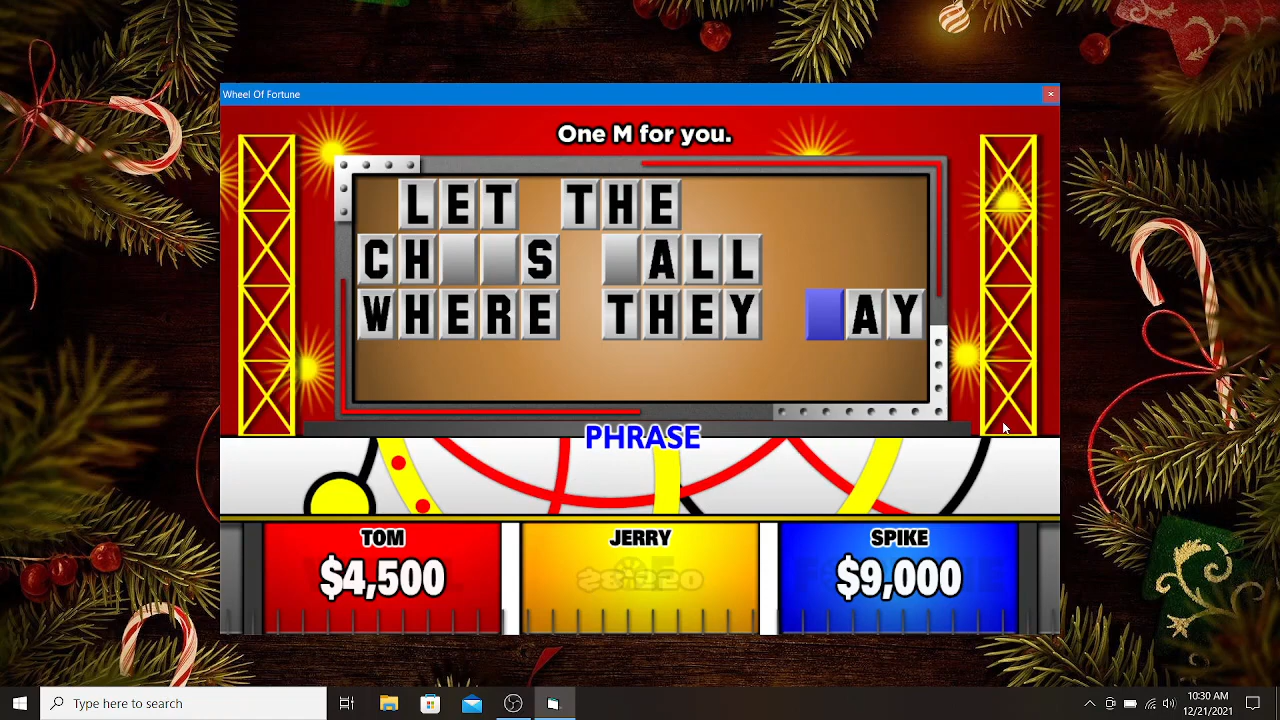 Wheel Of Fortune
One M for you.
LET THE
CH  S  ALL
WHERE THEY  AY
PHRASE
TOM JERRY SPIKE
$4,500 $9,000
Type here to search
10:30 AM
12/21/2021